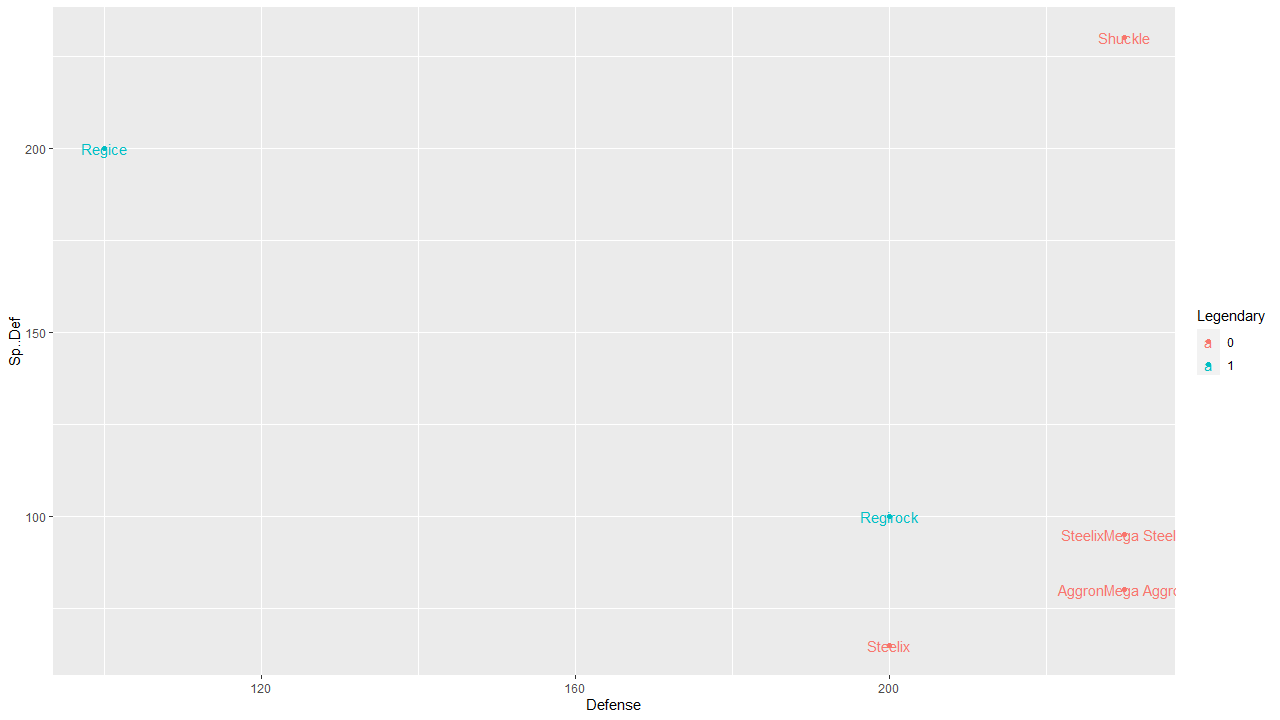 Shuckle
200
Regice
Legendary
a 0
Sp..Def
150
a 1
100
Regirock
SteelixMega Steel
AggronMega Aggro
Steelix
120 160 200
Defense